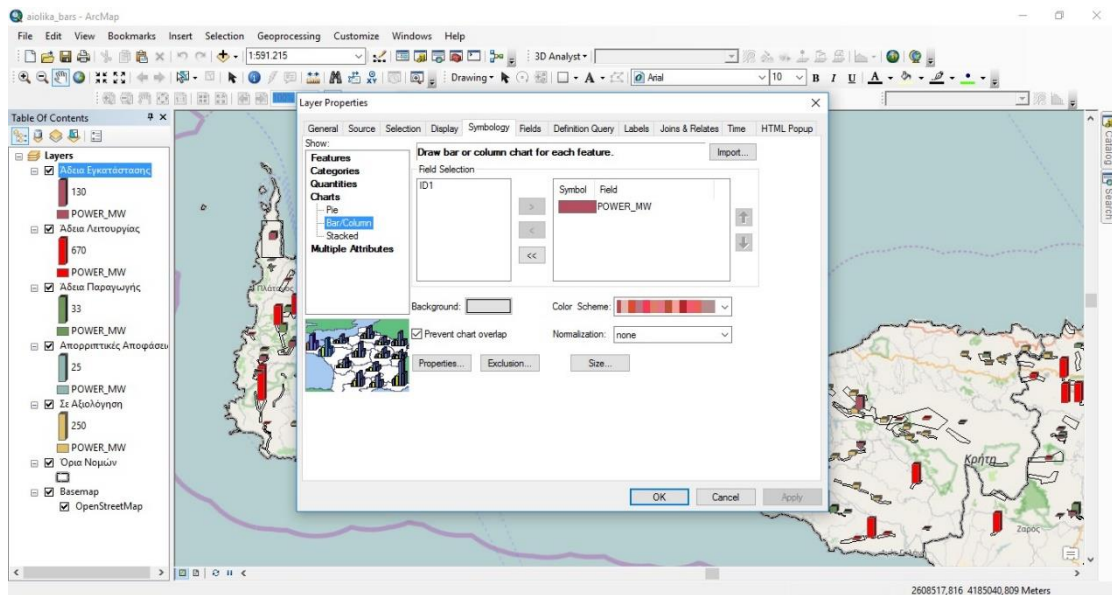 aiolika_bars - ArcMap
File Edit View Bookmarks Insert Selection Geoprocessing Customize Windows Help
1:591.215
3D Analyst
Drawing
Arial
10
B I U A
Table Of Contents
Layers
Άδεια Εγκατάστασης
130
POWER_MW
Άδεια Λειτουργίας
670
POWER_MW
Άδεια Παραγωγής
33
POWER_MW
Απορριπτικές Αποφάσει
25
POWER_MW
Σε Αξιολόγηση
250
POWER_MW
Όρια Νομών
Basemap
OpenStreetMap
Layer Properties
General Source Selection Display Symbology Fields Definition Query Labels Joins & Relates Time HTML Popup
Show:
Features
Categories
Quantities
Charts
Pie
Bar/Column
Stacked
Multiple Attributes
Draw bar or column chart for each feature.
Import...
Field Selection
ID1
>
<
<<
Symbol Field
POWER_MW
Background:
Color Scheme:
Prevent chart overlap
Normalization: none
Properties... Exclusion... Size...
OK Cancel Apply
Κρήτη
Ζαρός
Catalog
Search
2608517,816 4185040,809 Meters